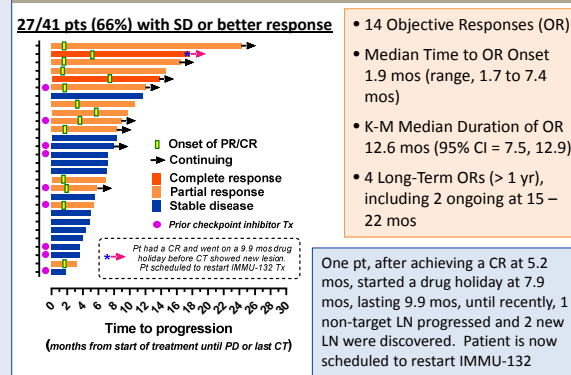 27/41 pts (66%) with SD or better response
Onset of PR/CR
Continuing
Complete response
Partial response
Stable disease
Prior checkpoint inhibitor Tx
Pt had a CR and went on a 9.9 mos drug
holiday before CT showed new lesion.
* Pt scheduled to restart IMMU-132 Tx
0 2 4 6 8 10 12 14 16 18 20 22 24 26 28 30
Time to progression
(months from start of treatment until PD or last CT)
• 14 Objective Responses (OR)
• Median Time to OR Onset
1.9 mos (range, 1.7 to 7.4
mos)
• K-M Median Duration of OR
12.6 mos (95% CI = 7.5, 12.9)
• 4 Long-Term ORs (> 1 yr),
including 2 ongoing at 15 –
22 mos
One pt, after achieving a CR at 5.2
mos, started a drug holiday at 7.9
mos, lasting 9.9 mos, until recently, 1
non-target LN progressed and 2 new
LN were discovered. Patient is now
scheduled to restart IMMU-132